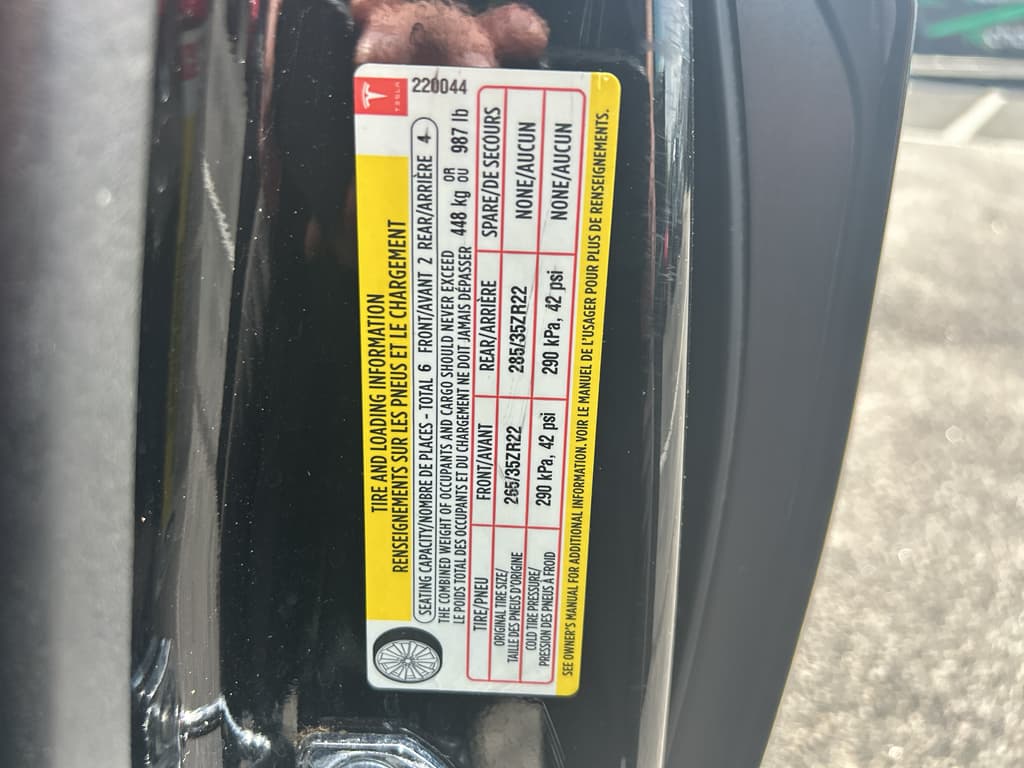 TESLA
220044
TIRE AND LOADING INFORMATION
RENSEIGNEMENTS SUR LES PNEUS ET LE CHARGEMENT
SEATING CAPACITY/NOMBRE DE PLACES - TOTAL 6 FRONT/AVANT 2 REAR/ARRIÈRE 4
THE COMBINED WEIGHT OF OCCUPANTS AND CARGO SHOULD NEVER EXCEED 448 kg OR 987 lb
LE POIDS TOTAL DES OCCUPANTS ET DU CHARGEMENT NE DOIT JAMAIS DÉPASSER OU
TIRE/PNEU FRONT/AVANT REAR/ARRIÈRE SPARE/DE SECOURS
ORIGINAL TIRE SIZE/ 265/35ZR22 285/35ZR22 NONE/AUCUN
TAILLE DES PNEUS D'ORIGINE
COLD TIRE PRESSURE/ 290 kPa, 42 psi 290 kPa, 42 psi NONE/AUCUN
PRESSION DES PNEUS À FROID
SEE OWNER'S MANUAL FOR ADDITIONAL INFORMATION. VOIR LE MANUEL DE L'USAGER POUR PLUS DE RENSEIGNEMENTS.